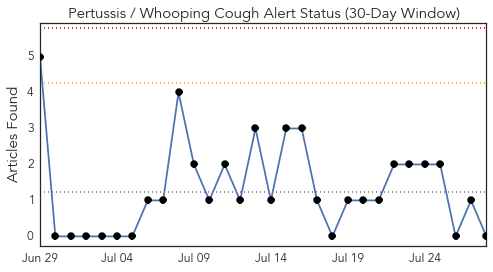 Pertussis / Whooping Cough Alert Status (30-Day Window)
Articles Found
5
4
3
2
1
0
Jun 29
Jul 04
Jul 09
Jul 14
Jul 19
Jul 24